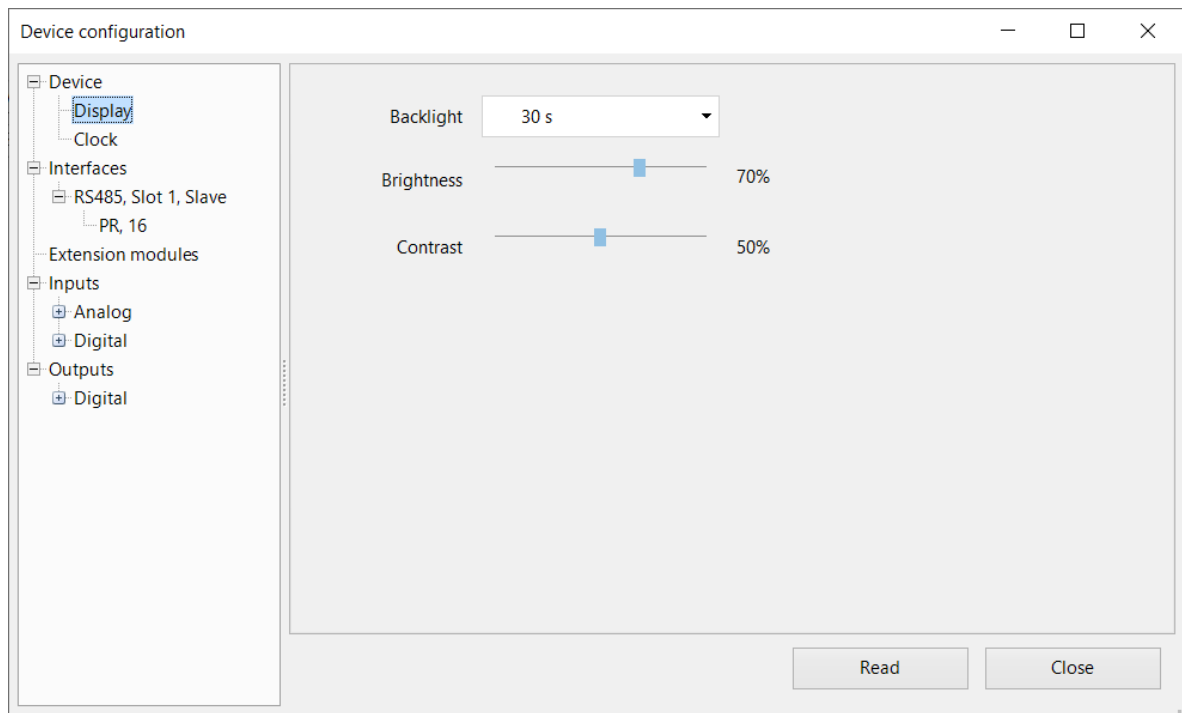 Device configuration
Device
Display
Clock
Interfaces
RS485, Slot 1, Slave
PR, 16
Extension modules
Inputs
Analog
Digital
Outputs
Digital
Backlight 30 s
Brightness 70%
Contrast 50%
Read Close